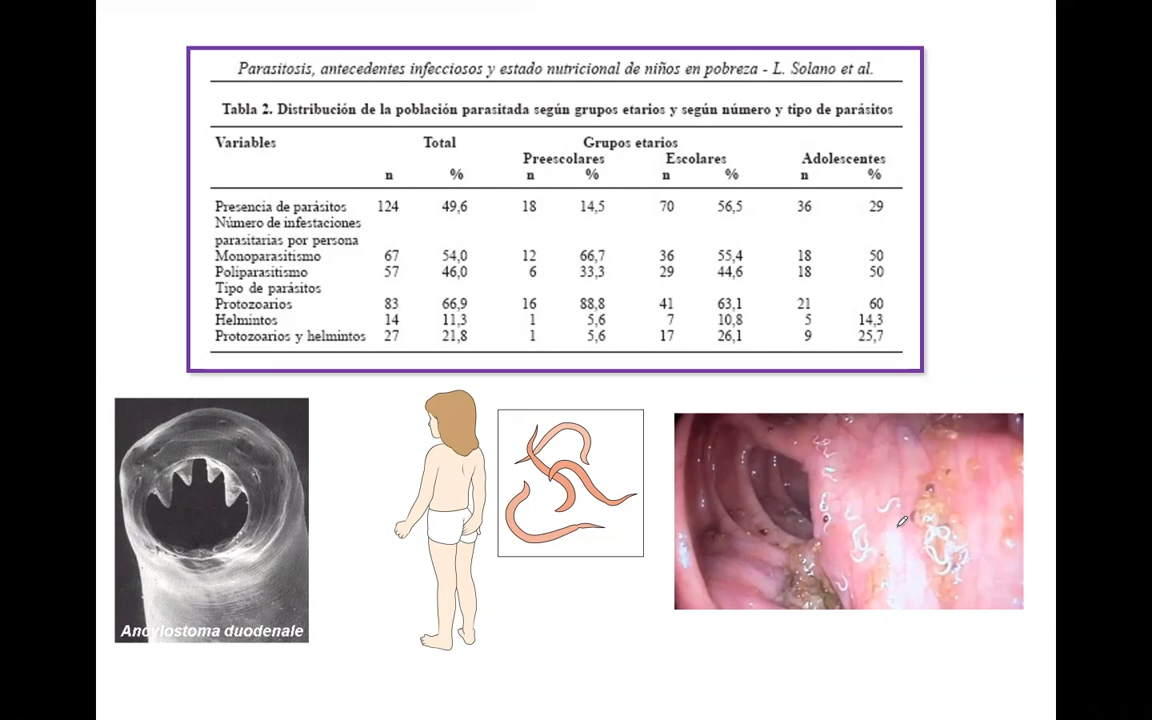 Parasitosis, antecedentes infecciosos y estado nutricional de niños en pobreza - L. Solano et al.
Tabla 2. Distribución de la población parasitada según grupos etarios y según número y tipo de parásitos
Variables Total Grupos etarios
Preescolares Escolares Adolescentes
n % n % n % n %
Presencia de parásitos 124 49,6 18 14,5 70 56,5 36 29
Número de infestaciones
parasitarias por persona
Monoparasitismo 67 54,0 12 66,7 36 55,4 18 50
Poliparasitismo 57 46,0 6 33,3 29 44,6 18 50
Tipo de parásitos
Protozoarios 83 66,9 16 88,8 41 63,1 21 60
Helmintos 14 11,3 1 5,6 7 10,8 5 14,3
Protozoarios y helmintos 27 21,8 1 5,6 17 26,1 9 25,7
Ancylostoma duodenale